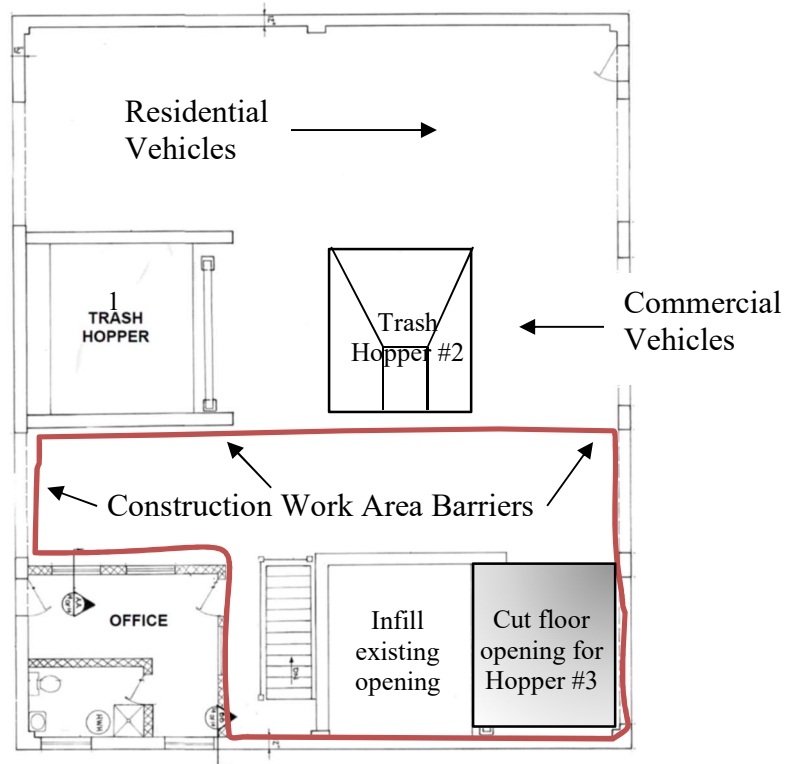 Residential
Vehicles
1
TRASH
HOPPER
Trash
Hopper #2
Commercial
Vehicles
Construction Work Area Barriers
OFFICE
Infill
existing
opening
Cut floor
opening for
Hopper #3